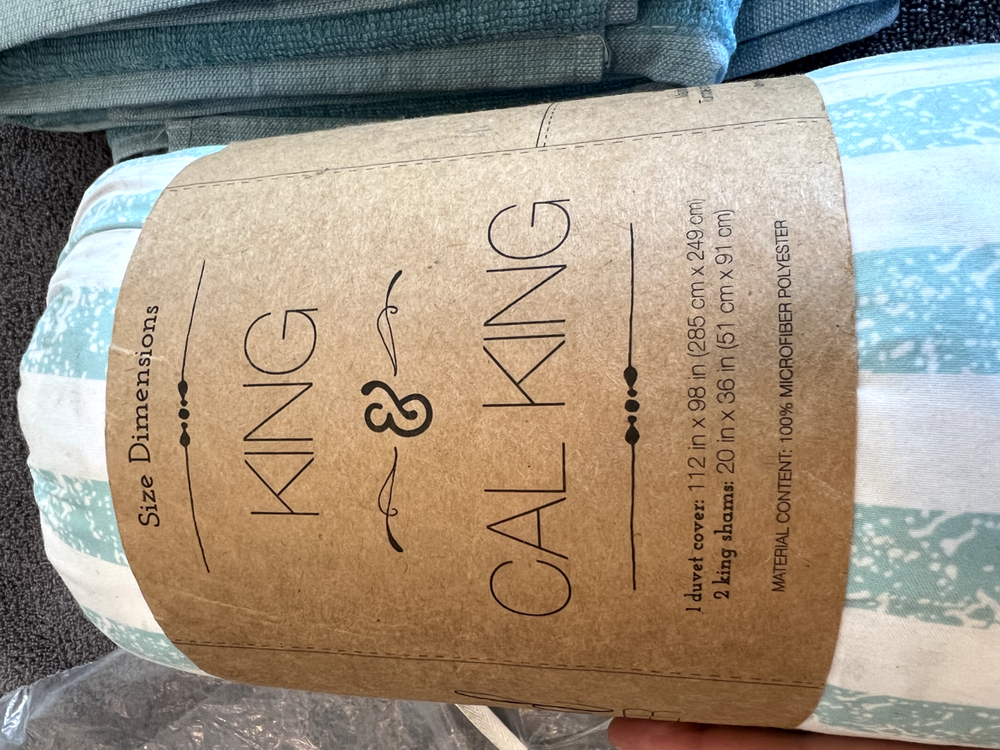 Size Dimensions
KING
&
CAL KING
1 duvet cover: 112 in x 98 in (285 cm x 249 cm)
2 king shams: 20 in x 36 in (51 cm x 91 cm)
MATERIAL CONTENT: 100% MICROFIBER POLYESTER